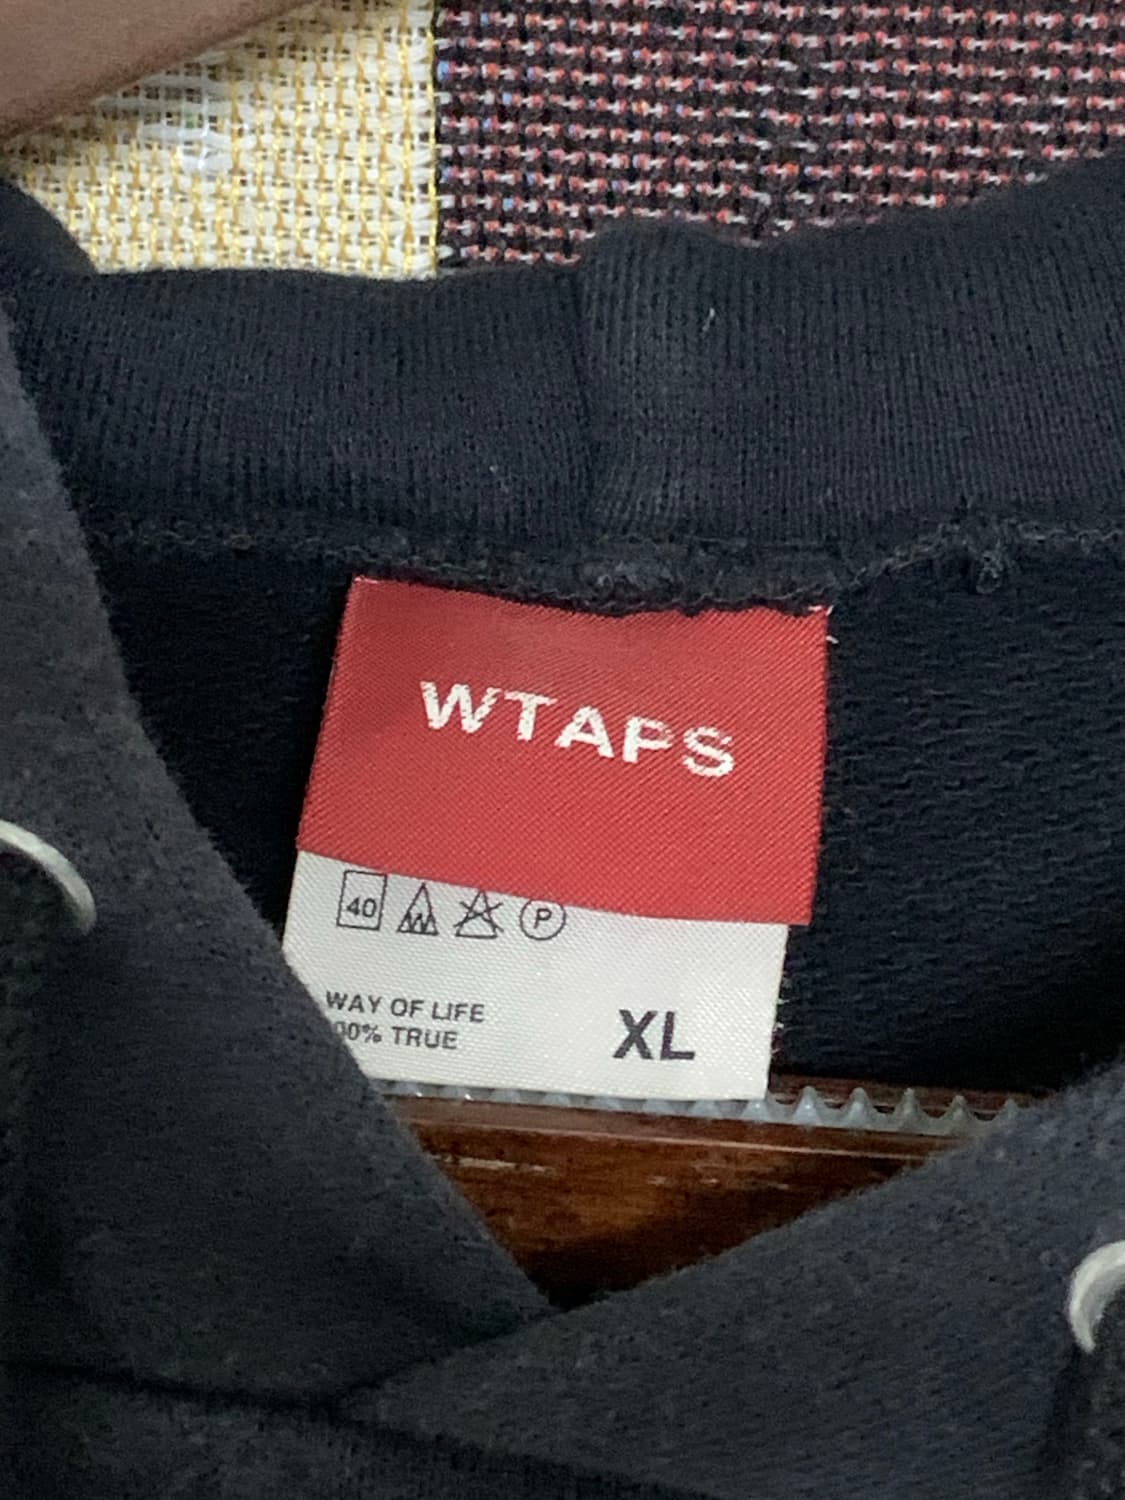 WTAPS
40 W P
WAY OF LIFE
00% TRUE
XL